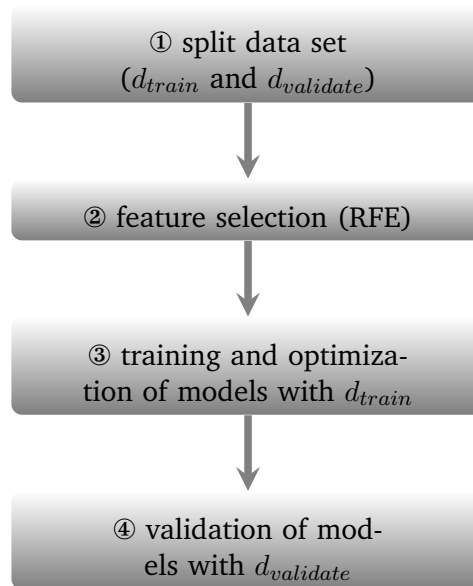 ① split data set
(d_train and d_validate)
② feature selection (RFE)
③ training and optimiza-
tion of models with d_train
④ validation of mod-
els with d_validate